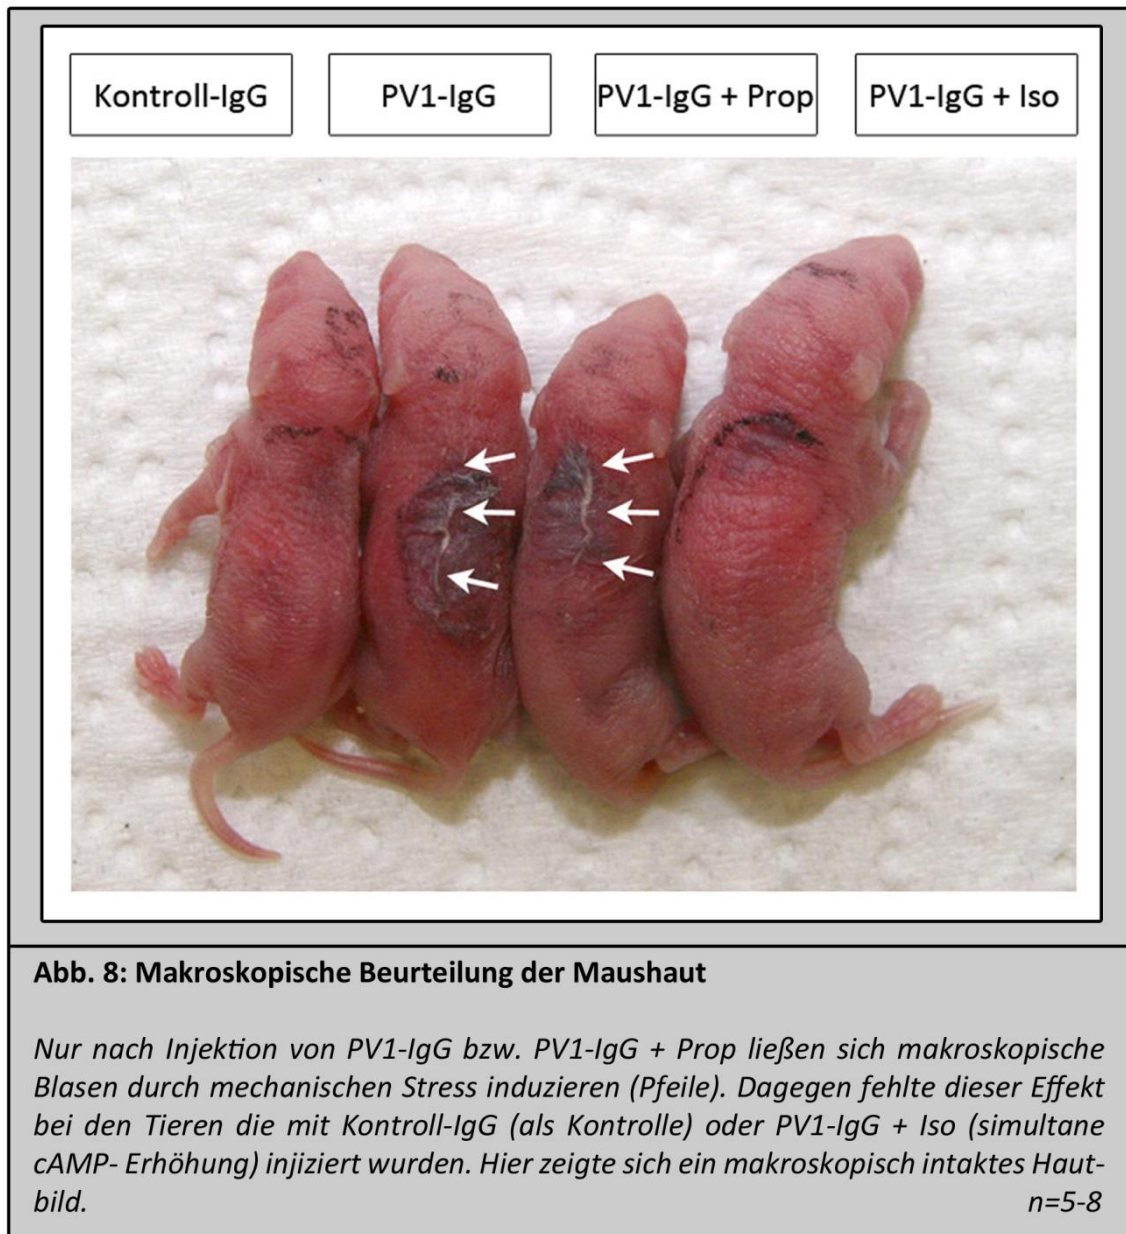 Kontroll-IgG PV1-IgG PV1-IgG + Prop PV1-IgG + Iso
Abb. 8: Makroskopische Beurteilung der Maushaut
Nur nach Injektion von PV1-IgG bzw. PV1-IgG + Prop ließen sich makroskopische
Blasen durch mechanischen Stress induzieren (Pfeile). Dagegen fehlte dieser Effekt
bei den Tieren die mit Kontroll-IgG (als Kontrolle) oder PV1-IgG + Iso (simultane
cAMP- Erhöhung) injiziert wurden. Hier zeigte sich ein makroskopisch intaktes Haut-
bild. n=5-8